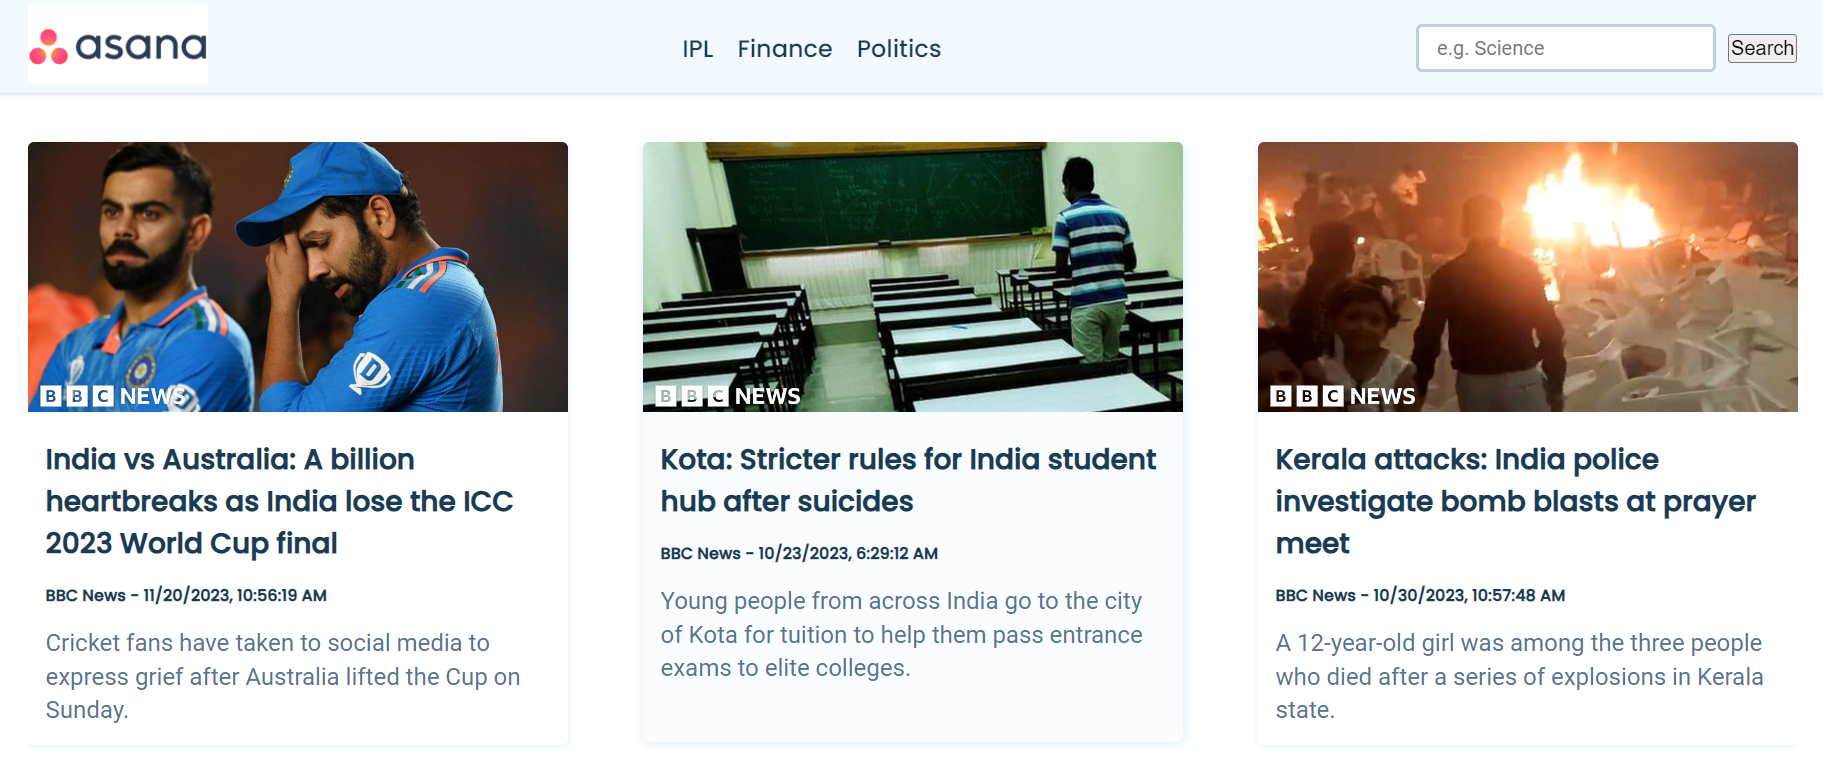 asana
IPL Finance Politics
e.g. Science
Search
BBC NEWS
India vs Australia: A billion
heartbreaks as India lose the ICC
2023 World Cup final
BBC News - 11/20/2023, 10:56:19 AM
Cricket fans have taken to social media to
express grief after Australia lifted the Cup on
Sunday.
BBC NEWS
Kota: Stricter rules for India student
hub after suicides
BBC News - 10/23/2023, 6:29:12 AM
Young people from across India go to the city
of Kota for tuition to help them pass entrance
exams to elite colleges.
BBC NEWS
Kerala attacks: India police
investigate bomb blasts at prayer
meet
BBC News - 10/30/2023, 10:57:48 AM
A 12-year-old girl was among the three people
who died after a series of explosions in Kerala
state.